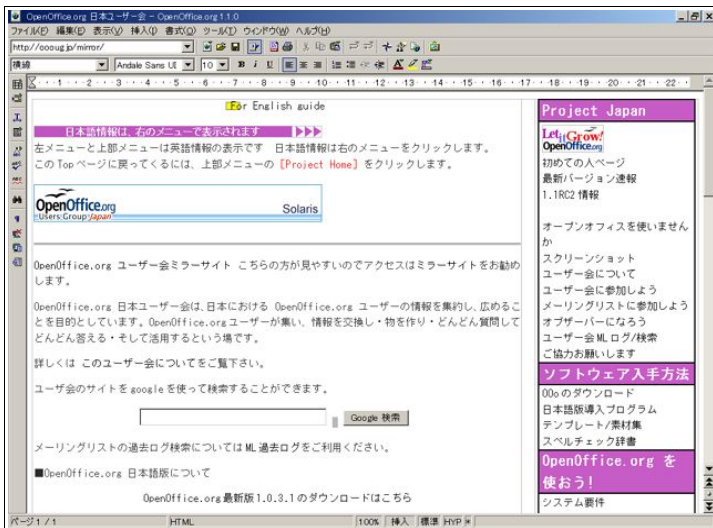 OpenOffice.org 日本ユーザー会 - OpenOffice.org 1.1.0
ファイル(F) 編集(E) 表示(V) 挿入(I) 書式(O) ツール(T) ウィンドウ(W) ヘルプ(H)
http://oooug.jp/mirror/
横線 Andale Sans UI 10 B i U
1 2 3 4 5 6 7 8 9 10 11 12 13 14 15 16 17 18 19 20 21 22
For English guide
日本語情報は、右のメニューで表示されます
左メニューと上部メニューは英語情報の表示です 日本語情報は右のメニューをクリックします。
この Top ページに戻ってくるには、上部メニューの [Project Home] をクリックします。
OpenOffice.org
Users:Group:japan
Solaris
OpenOffice.org ユーザー会ミラーサイト こちらの方が見やすいのでアクセスはミラーサイトをお勧め
します。
OpenOffice.org 日本ユーザー会は、日本における OpenOffice.org ユーザーの情報を集約し、広めるこ
とを目的としています。OpenOffice.org ユーザーが集い、情報を交換し・物を作り・どんどん質問して
どんどん答える・そして活用するという場です。
詳しくは このユーザー会についてをご覧下さい。
ユーザ会のサイトを google を使って検索することができます。
Google 検索
メーリングリストの過去ログ検索については ML 過去ログをご利用ください。
■OpenOffice.org 日本語版について
OpenOffice.org 最新版 1.0.3.1 のダウンロードはこちら
Project Japan
Let it Grow!
OpenOffice.org
初めての人ページ
最新バージョン速報
1.1RC2 情報
オープンオフィスを使いません
か
スクリーンショット
ユーザー会について
ユーザー会に参加しよう
メーリングリストに参加しよう
オブザーバーになろう
ユーザー会 ML ログ/検索
ご協力お願いします
ソフトウェア入手方法
OOo のダウンロード
日本語版導入プログラム
テンプレート/素材集
スペルチェック辞書
OpenOffice.org を
使おう!
システム要件
ページ 1 / 1 HTML 100% 挿入 標準 HYP *